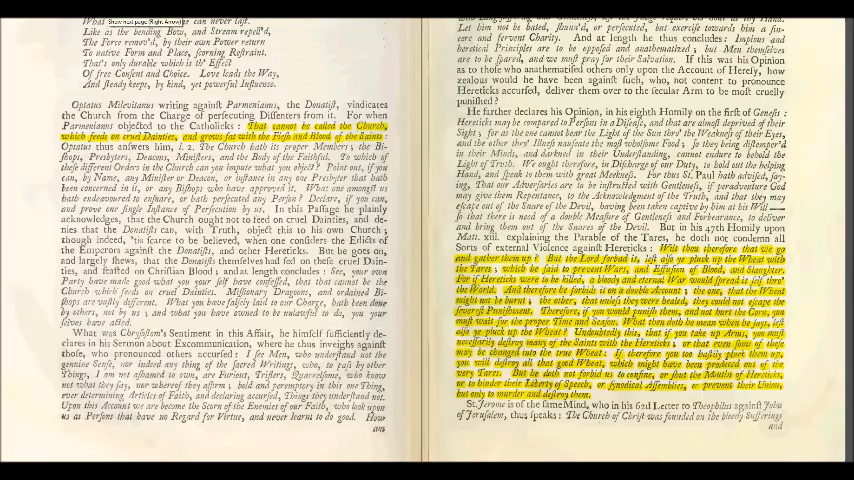 Show next page (Right Arrow)
What we can never last.
Like as the bending Bow, and Stream repell'd,
The Force remov'd, by their own Power return
To native Form and Place, scorning Restraint.
That's only durable which is th' Effect
Of free Consent and Choice. Love leads the Way,
And steady keeps, by kind, yet powerful Influence.
Optatus Milevitanus writing against Parmenianus, the Donatist, vindicates
the Church from the Charge of persecuting Dissenters from it. For when
Parmenianus objected to the Catholicks: That cannot be called the Church,
which feeds on cruel Dainties, and grows fat with the Flesh and Blood of the Saints:
Optatus thus answers him, l. 2. The Church hath its proper Members; the Bi-
shops, Presbyters, Deacons, Ministers, and the Body of the Faithful. To which of
these different Orders in the Church can you impute what you object? Point out, if you
can, by Name, any Minister or Deacon, or instance in any one Presbyter that hath
been concerned in it, or any Bishops who have approved it. What one amongst us
hath endeavoured to ensnare, or hath persecuted any Person? Declare, if you can,
and prove one single Instance of Persecution by us. In this Passage he plainly
acknowledges, that the Church ought not to feed on cruel Dainties, and de-
nies that the Donatists can, with Truth, object this to his own Church;
though indeed, 'tis scarce to be believed, when one considers the Edicts of
the Emperors against the Donatists, and other Hereticks. But he goes on,
and largely shews, that the Donatists themselves had fed on their cruel Dain-
ties, and feasted on Christian Blood; and at length concludes: See, your own
Party have made good what you your self have confessed, that that cannot be the
Church which feeds on cruel Dainties. Missionary Dragoons, and ordained Bi-
shops are vastly different. What you have falsely laid to our Charge, hath been done
by others, not by us; and what you have owned to be unlawful to do, you your
selves have acted.
What was Chrysostom's Sentiment in this Affair, he himself sufficiently de-
clares in his Sermon about Excommunication, where he thus inveighs against
those, who pronounced others accursed: I see Men, who understand not the
genuine Sense, nor indeed any thing of the Sacred Writings, who, to pass by other
Things, I am not ashamed to own, are Furious, Triflers, Quarrelsome, who know
not what they say, nor whereof they affirm; bold and peremptory in this one Thing,
ever determining Articles of Faith, and declaring accursed, Things they understand not.
Upon this Account we are become the Scorn of the Enemies of our Faith, who look upon
us as Persons that have no Regard for Virtue, and never learnt to do good. How
am
Let him not be hated, shunn'd, or persecuted, but exercise towards him a sin-
cere and fervent Charity. And at length he thus concludes: Impious and
heretical Principles are to be opposed and anathematized; but Men themselves
are to be spared, and we must pray for their Salvation. If this was his Opinion
as to those who anathematised others only upon the Account of Heresy, how
zealous would he have been against such, who, not content to pronounce
Hereticks accursed, deliver them over to the secular Arm to be most cruelly
punished?
He farther declares his Opinion, in his eighth Homily on the first of Genesis:
Hereticks may be compared to Persons in a Disease, and that are almost deprived of their
Sight; for as the one cannot bear the Light of the Sun thro' the Weakness of their Eyes,
and the other thro' Illness nauseate the most wholsome Food; so they being distemper'd
in their Minds, and darkned in their Understanding, cannot endure to behold the
Light of Truth. We ought therefore, in Discharge of our Duty, to hold out the helping
Hand, and speak to them with great Meekness. For thus St. Paul hath advised, say-
ing, That our Adversaries are to be instructed with Gentleness, if peradventure God
may give them Repentance, to the Acknowledgment of the Truth, and that they may
escape out of the Snare of the Devil, having been taken captive by him at his Will —
so that there is need of a double Measure of Gentleness and Forbearance, to deliver
and bring them out of the Snares of the Devil. But in his 47th Homily upon
Matt. xiii. explaining the Parable of the Tares, he doth not condemn all
Sorts of external Violence against Hereticks: Wilt thou therefore that we go
and gather them up? But the Lord forbad it, lest also ye pluck up the Wheat with
the Tares; which he said to prevent Wars, and Effusion of Blood, and Slaughter.
For if Hereticks were to be killed, a bloody and eternal War would spread it self thro'
the World. And therefore he forbids it on a double Account; the one, that the Wheat
might not be hurt; the other, that unless they were healed, they could not escape the
severest Punishment. Therefore, if you would punish them, and not hurt the Corn, you
must wait for the proper Time and Season. What then doth he mean when he says, lest
also ye pluck up the Wheat? Undoubtedly this, that if you take up Arms, you must
necessarily destroy many of the Saints with the Hereticks; or that even some of these
may be changed into the true Wheat. If therefore you too hastily pluck them up,
you will destroy all that good Wheat, which might have been produced out of the
very Tares. But he doth not forbid us to confine, or shut the Mouths of Hereticks,
or to hinder their Liberty of Speech, or synodical Assemblies, or prevent their Union,
but only to murder and destroy them.
St. Jerome is of the same Mind, who in his 62d Letter to Theophilus against John
of Jerusalem, thus speaks: The Church of Christ was founded on the bloody Sufferings
and